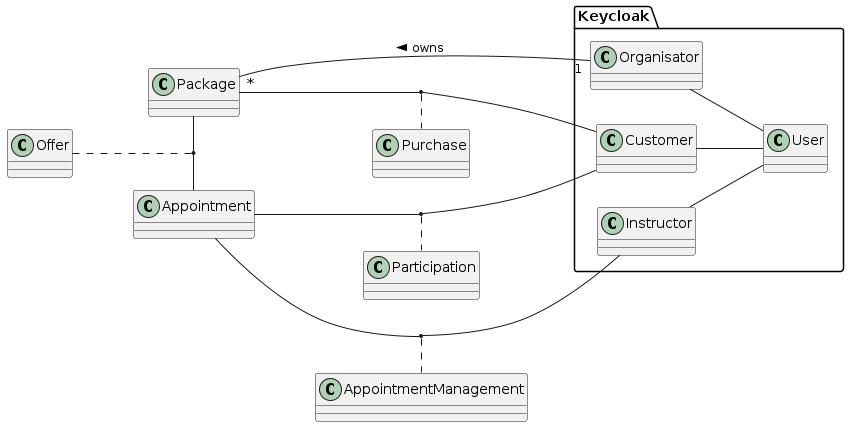 Keycloak
◄ owns
C Organisator
1
C Package
*
C Offer
C Purchase
C Customer
C User
C Appointment
C Instructor
C Participation
C AppointmentManagement